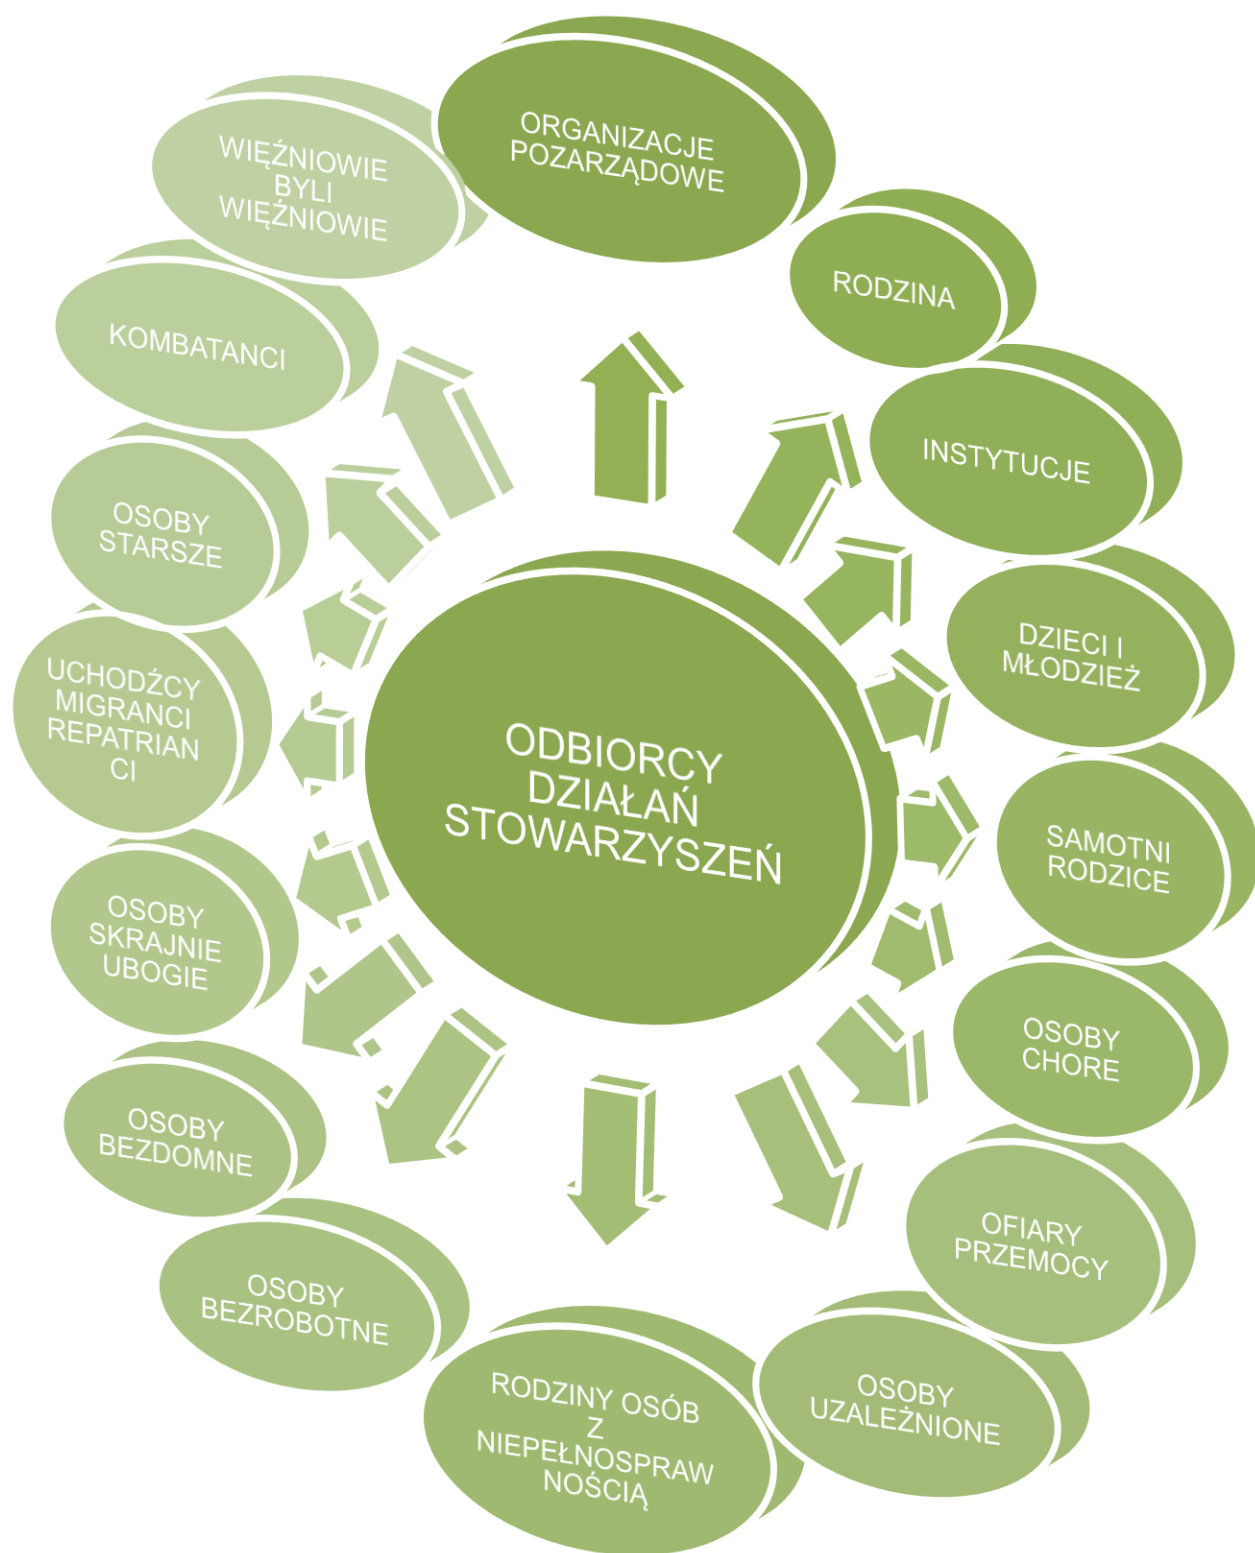 ORGANIZACJE
POZARZĄDOWE
RODZINA
INSTYTUCJE
DZIECI I
MŁODZIEŻ
SAMOTNI
RODZICE
OSOBY
CHORE
OFIARY
PRZEMOCY
OSOBY
UZALEŻNIONE
RODZINY OSÓB
Z
NIEPEŁNOSPRAW
NOŚCIĄ
OSOBY
BEZROBOTNE
OSOBY
BEZDOMNE
OSOBY
SKRAJNIE
UBOGIE
UCHODŹCY
MIGRANCI
REPATRIAN
CI
OSOBY
STARSZE
KOMBATANCI
WIĘŹNIOWIE
BYLI
WIĘŹNIOWIE
ODBIORCY
DZIAŁAŃ
STOWARZYSZEŃ